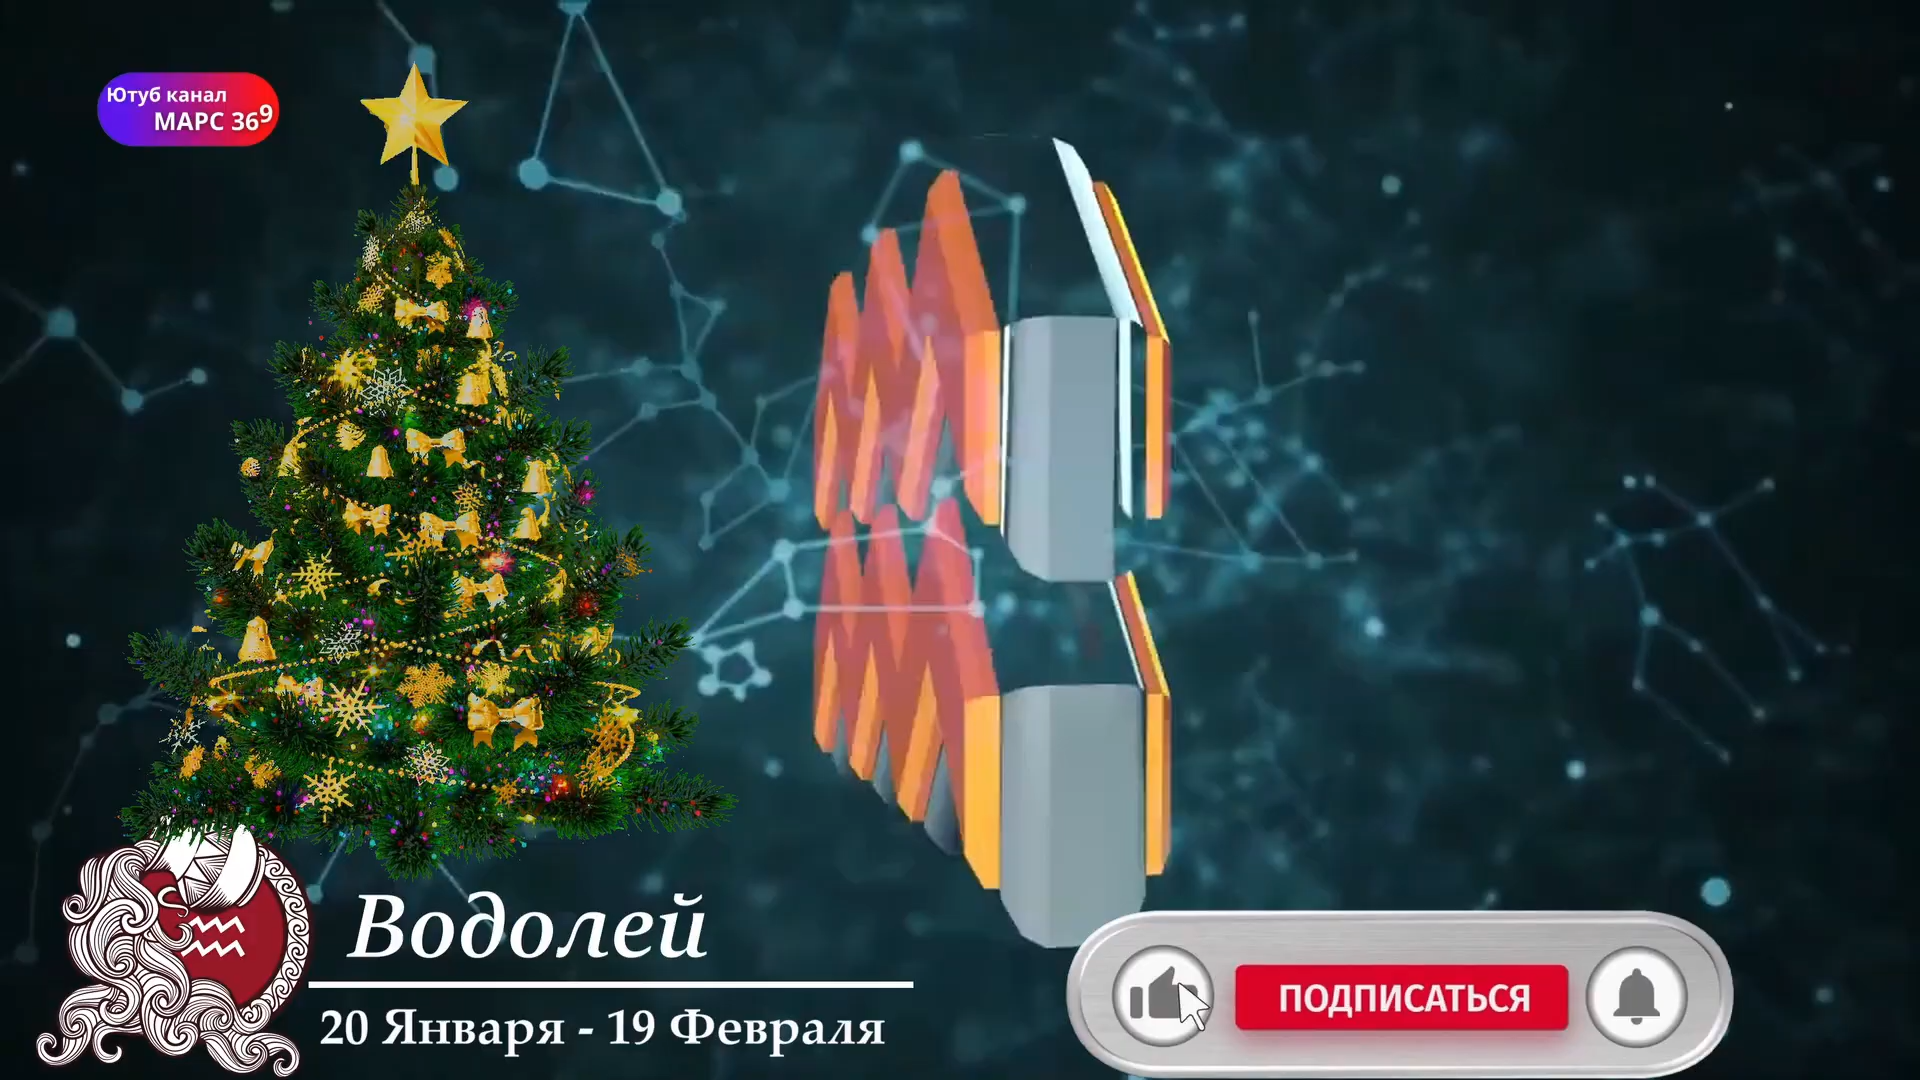 Ютуб канал
МАРС 369
Водолей
20 Января - 19 Февраля
ПОДПИСАТЬСЯ